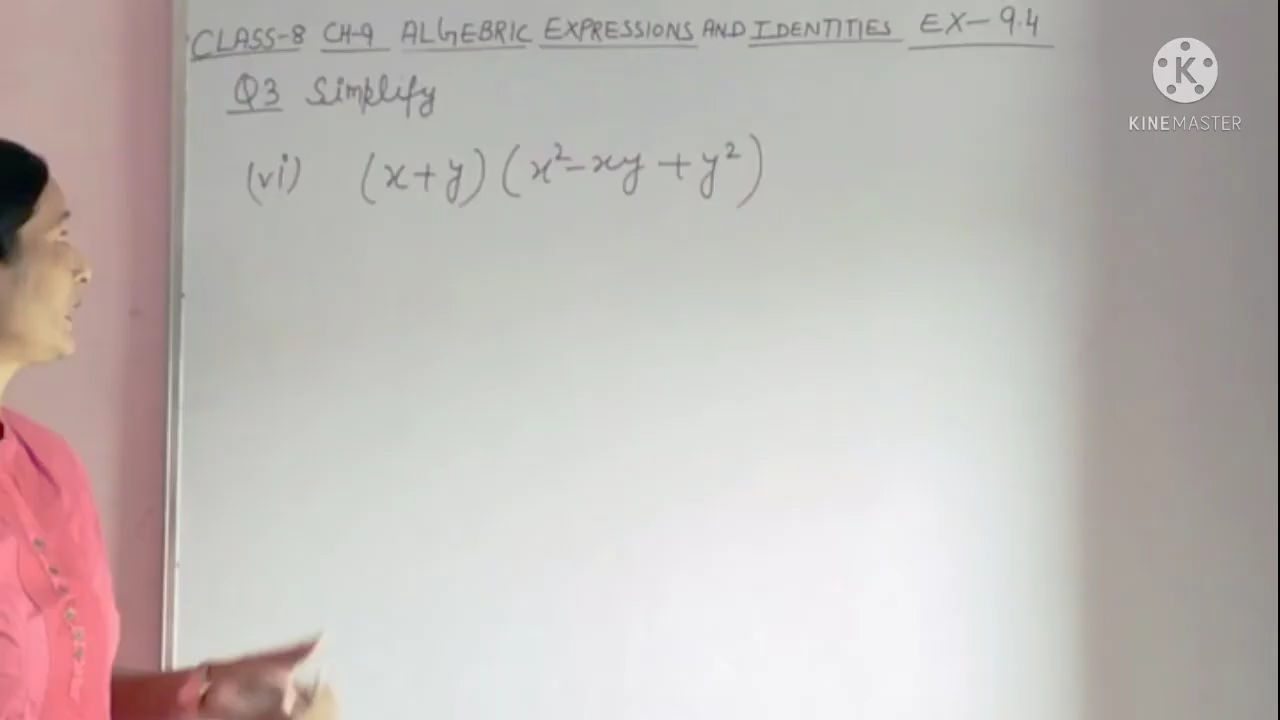 CLASS-8 CH-9 ALGEBRIC EXPRESSIONS AND IDENTITIES EX-9.4
Q3 Simplify
(vi) (x+y)(x²-xy+y²)
K
KINEMASTER